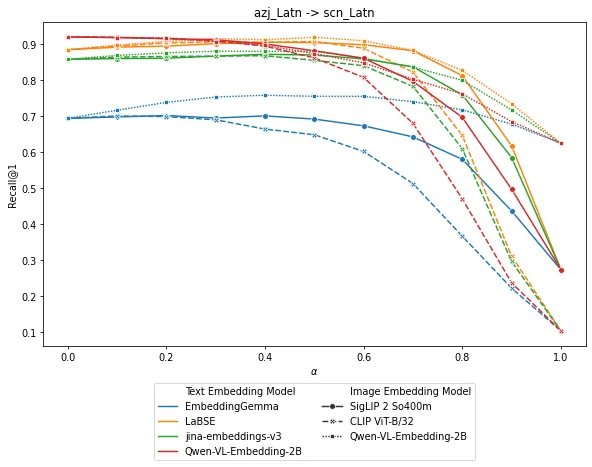 azj_Latn -> scn_Latn
Recall@1
0.9
0.8
0.7
0.6
0.5
0.4
0.3
0.2
0.1
0.0 0.2 0.4 0.6 0.8 1.0
α
Text Embedding Model
EmbeddingGemma
LaBSE
jina-embeddings-v3
Qwen-VL-Embedding-2B
Image Embedding Model
SigLIP 2 So400m
CLIP ViT-B/32
Qwen-VL-Embedding-2B